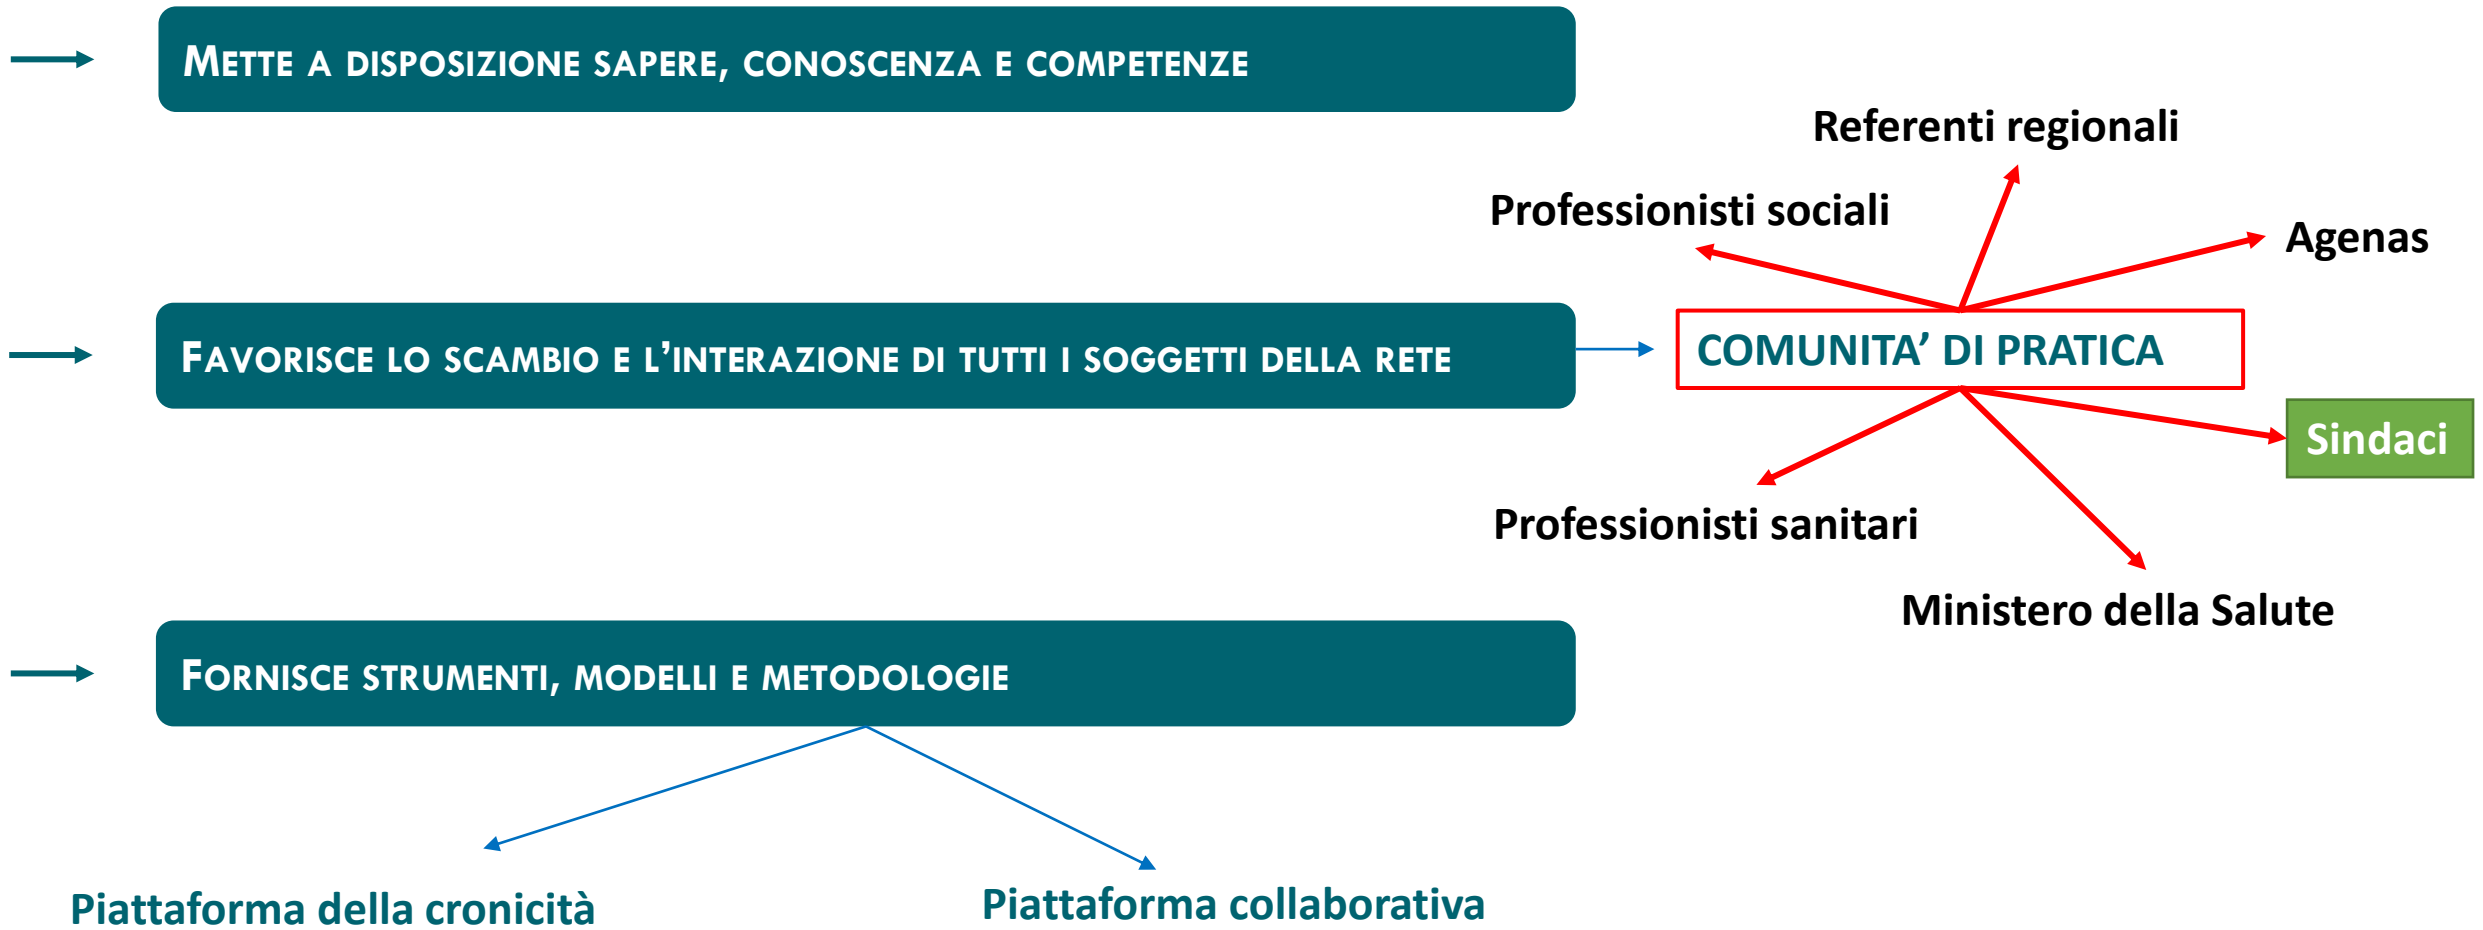 METTE A DISPOSIZIONE SAPERE, CONOSCENZA E COMPETENZE
Referenti regionali
Professionisti sociali
Agenas
FAVORISCE LO SCAMBIO E L’INTERAZIONE DI TUTTI I SOGGETTI DELLA RETE
COMUNITA’ DI PRATICA
Sindaci
Professionisti sanitari
Ministero della Salute
FORNISCE STRUMENTI, MODELLI E METODOLOGIE
Piattaforma della cronicità
Piattaforma collaborativa